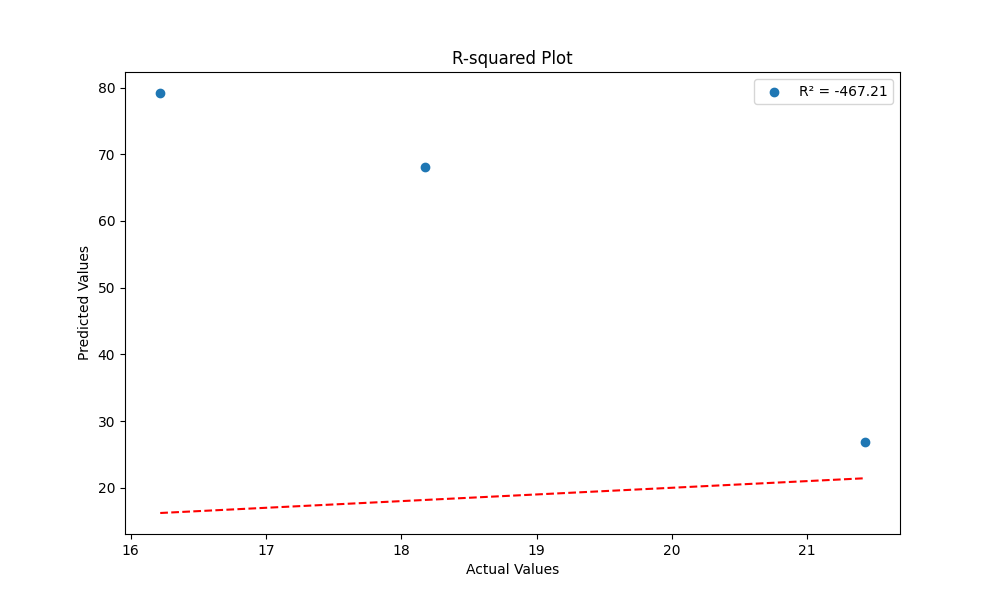 R-squared Plot
R² = -467.21
Predicted Values
80
70
60
50
40
30
20
16 17 18 19 20 21
Actual Values